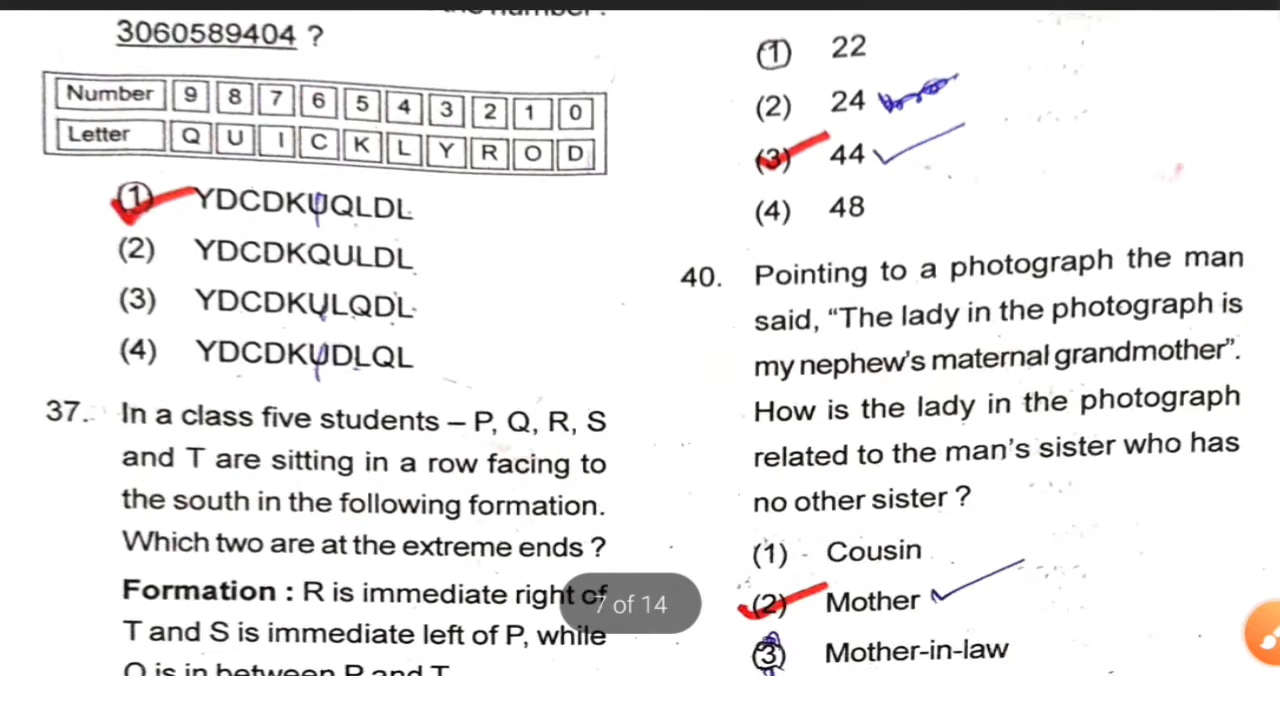 3060589404 ?
Number 9 8 7 6 5 4 3 2 1 0
Letter Q U I C K L Y R O D
(1) YDCDKUQLDL
(2) YDCDKQULDL
(3) YDCDKULQDL
(4) YDCDKUDLQL
37. In a class five students – P, Q, R, S
and T are sitting in a row facing to
the south in the following formation.
Which two are at the extreme ends ?
Formation : R is immediate right of
T and S is immediate left of P, while
Q is in between P and T.
(1) 22
(2) 24
(3) 44
(4) 48
40. Pointing to a photograph the man
said, “The lady in the photograph is
my nephew’s maternal grandmother”.
How is the lady in the photograph
related to the man’s sister who has
no other sister ?
(1) Cousin
(2) Mother
(3) Mother-in-law
7 of 14